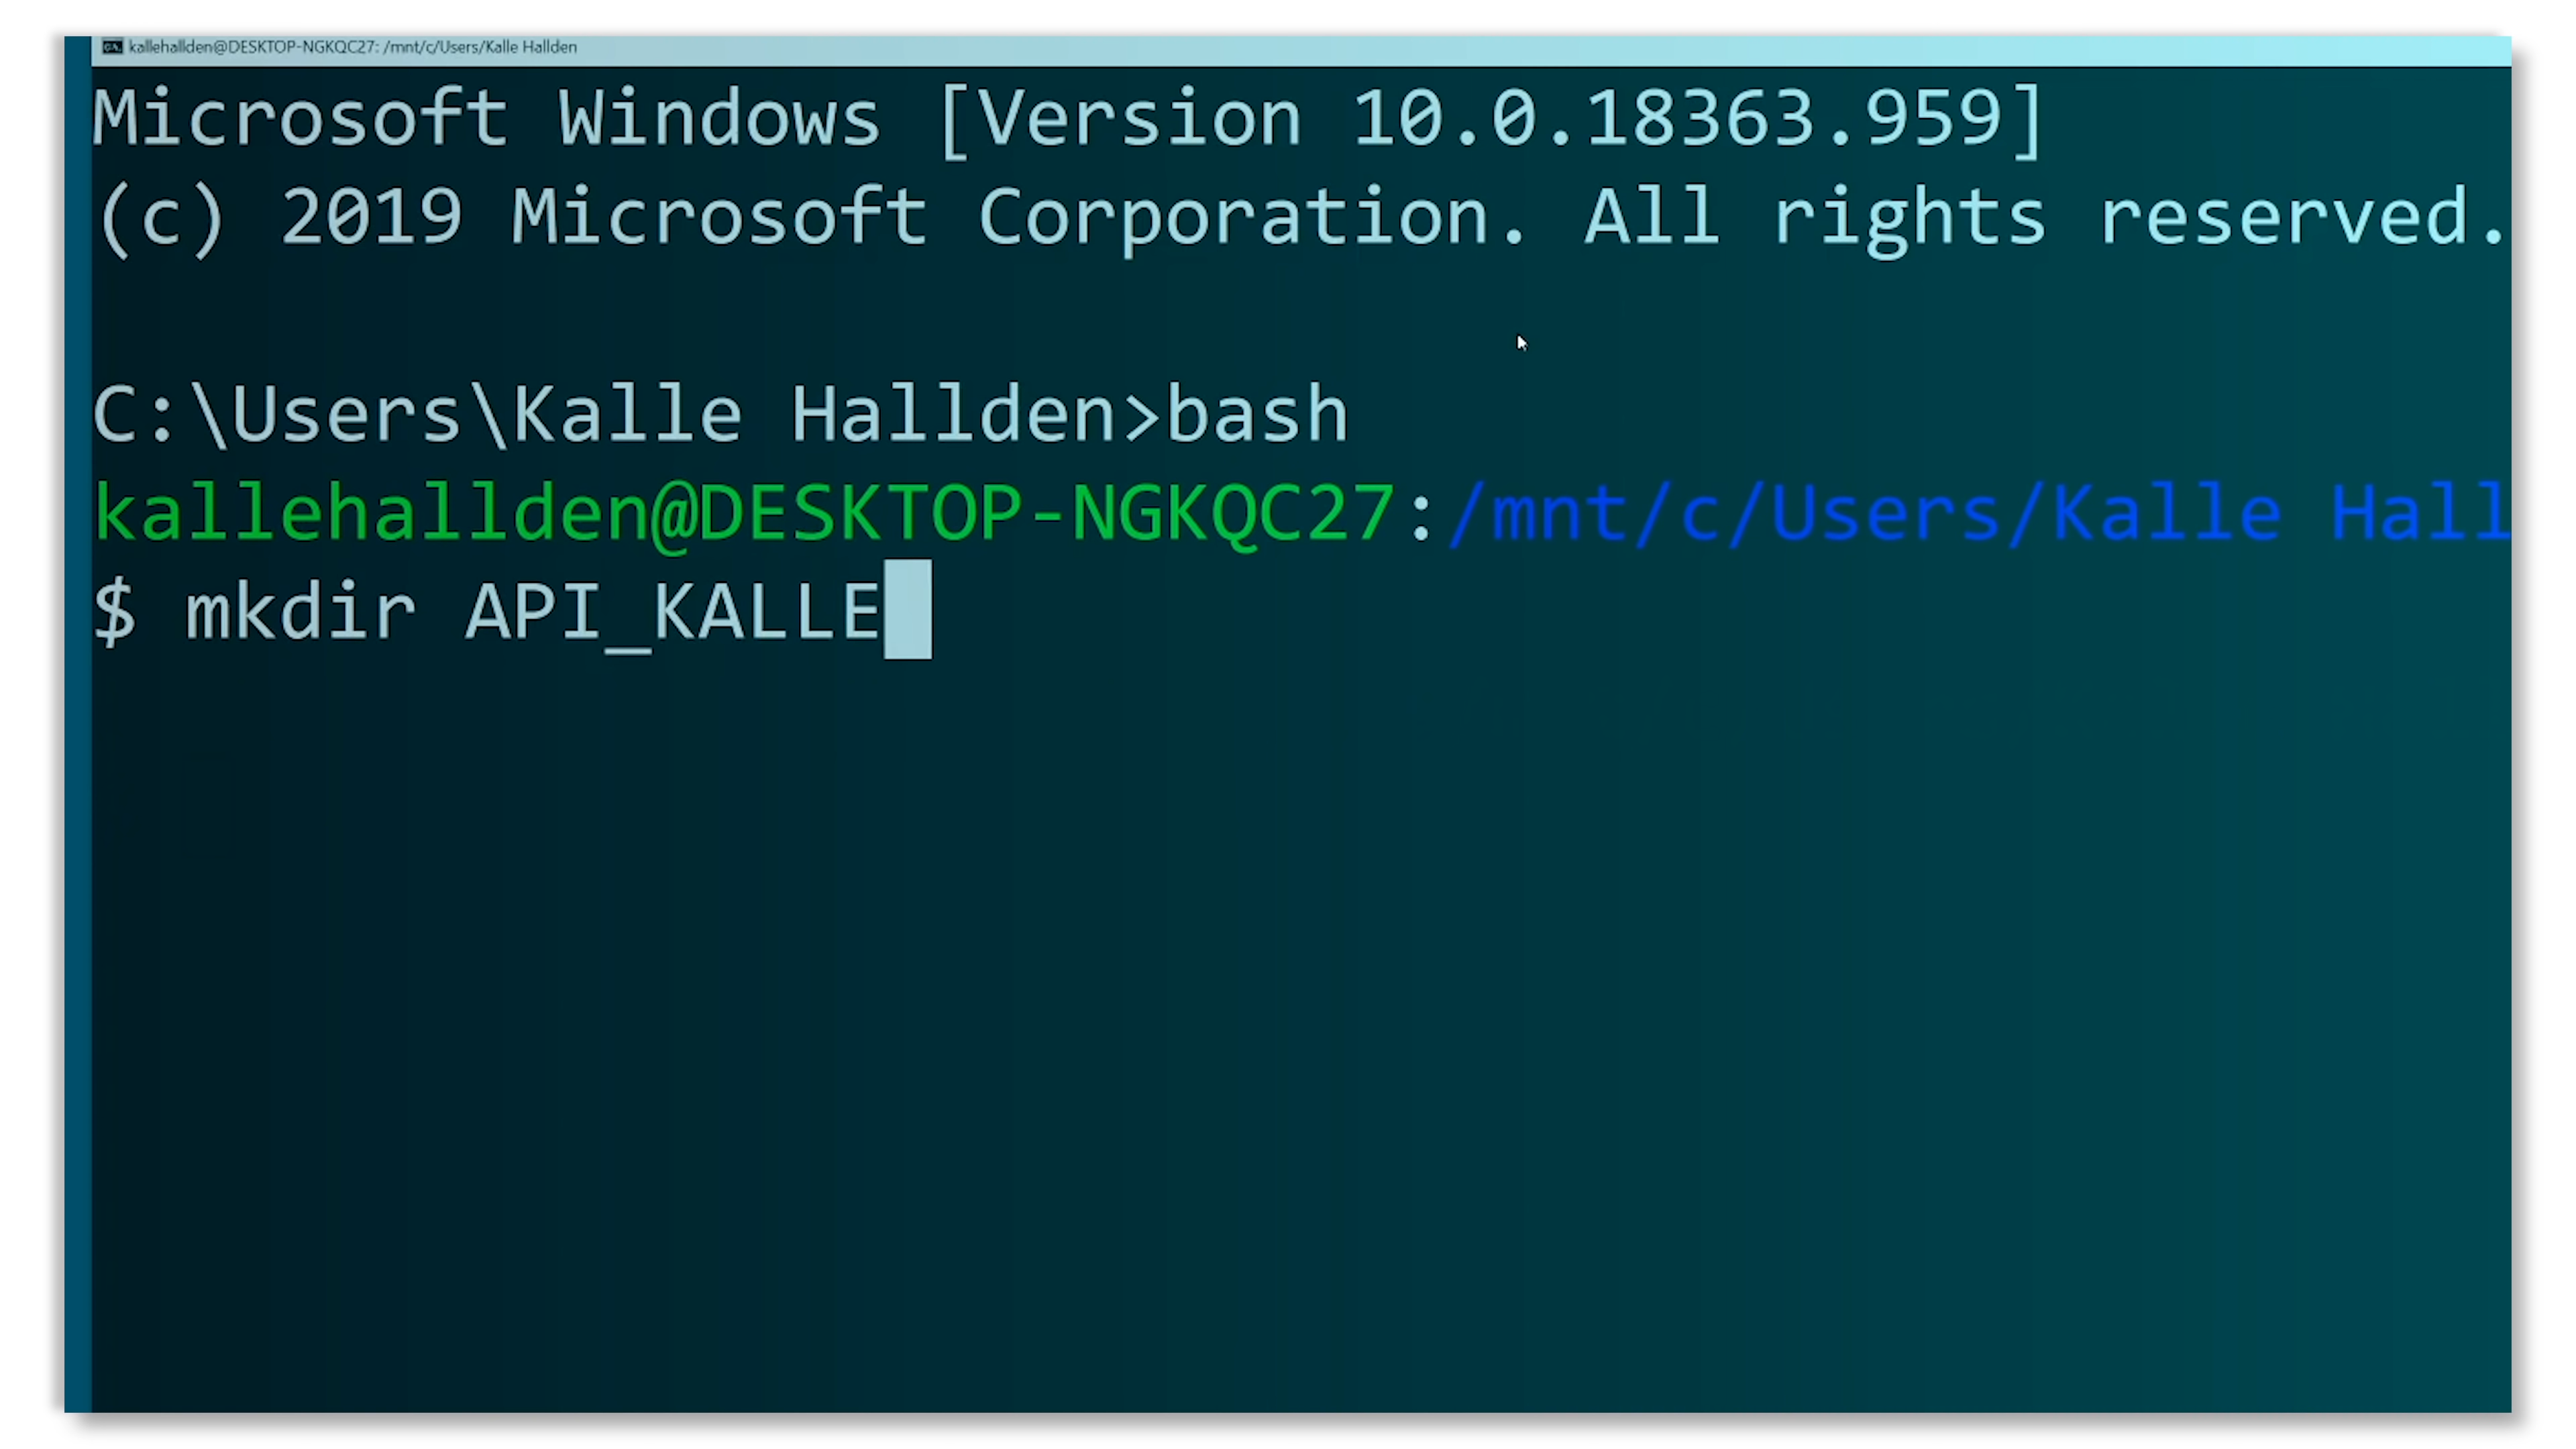 kallehallden@DESKTOP-NGKQC27: /mnt/c/Users/Kalle Hallden
Microsoft Windows [Version 10.0.18363.959]
(c) 2019 Microsoft Corporation. All rights reserved.
C:\Users\Kalle Hallden>bash
kallehallden@DESKTOP-NGKQC27:/mnt/c/Users/Kalle Hall
$ mkdir API_KALLE